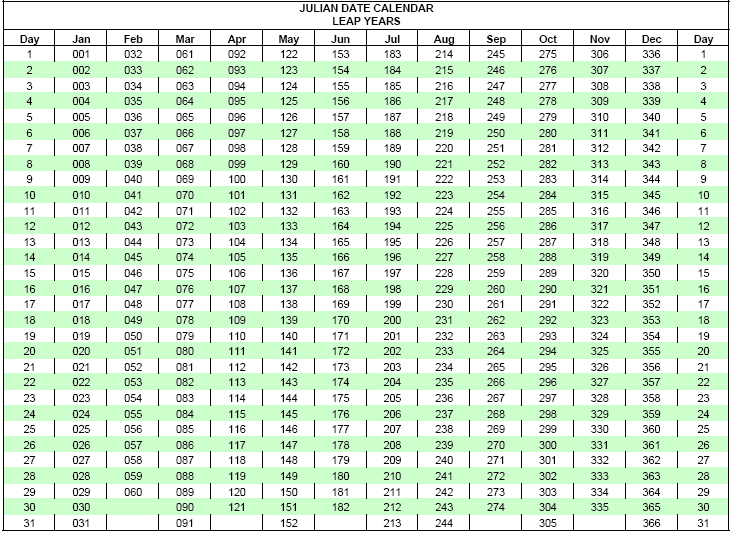 JULIAN DATE CALENDAR
LEAP YEARS
Day Jan Feb Mar Apr May Jun Jul Aug Sep Oct Nov Dec Day
1 001 032 061 092 122 153 183 214 245 275 306 336 1
2 002 033 062 093 123 154 184 215 246 276 307 337 2
3 003 034 063 094 124 155 185 216 247 277 308 338 3
4 004 035 064 095 125 156 186 217 248 278 309 339 4
5 005 036 065 096 126 157 187 218 249 279 310 340 5
6 006 037 066 097 127 158 188 219 250 280 311 341 6
7 007 038 067 098 128 159 189 220 251 281 312 342 7
8 008 039 068 099 129 160 190 221 252 282 313 343 8
9 009 040 069 100 130 161 191 222 253 283 314 344 9
10 010 041 070 101 131 162 192 223 254 284 315 345 10
11 011 042 071 102 132 163 193 224 255 285 316 346 11
12 012 043 072 103 133 164 194 225 256 286 317 347 12
13 013 044 073 104 134 165 195 226 257 287 318 348 13
14 014 045 074 105 135 166 196 227 258 288 319 349 14
15 015 046 075 106 136 167 197 228 259 289 320 350 15
16 016 047 076 107 137 168 198 229 260 290 321 351 16
17 017 048 077 108 138 169 199 230 261 291 322 352 17
18 018 049 078 109 139 170 200 231 262 292 323 353 18
19 019 050 079 110 140 171 201 232 263 293 324 354 19
20 020 051 080 111 141 172 202 233 264 294 325 355 20
21 021 052 081 112 142 173 203 234 265 295 326 356 21
22 022 053 082 113 143 174 204 235 266 296 327 357 22
23 023 054 083 114 144 175 205 236 267 297 328 358 23
24 024 055 084 115 145 176 206 237 268 298 329 359 24
25 025 056 085 116 146 177 207 238 269 299 330 360 25
26 026 057 086 117 147 178 208 239 270 300 331 361 26
27 027 058 087 118 148 179 209 240 271 301 332 362 27
28 028 059 088 119 149 180 210 241 272 302 333 363 28
29 029 060 089 120 150 181 211 242 273 303 334 364 29
30 030 090 121 151 182 212 243 274 304 335 365 30
31 031 091 152 213 244 305 366 31